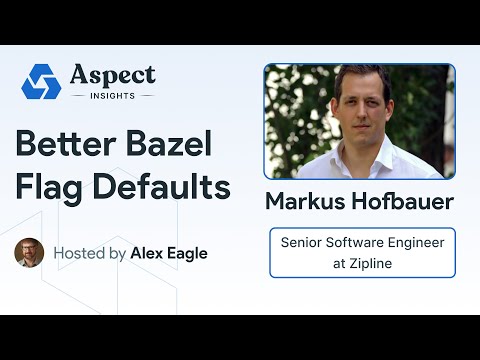 Aspect
INSIGHTS
Better Bazel
Flag Defaults
Hosted by Alex Eagle
Markus Hofbauer
Senior Software Engineer
at Zipline